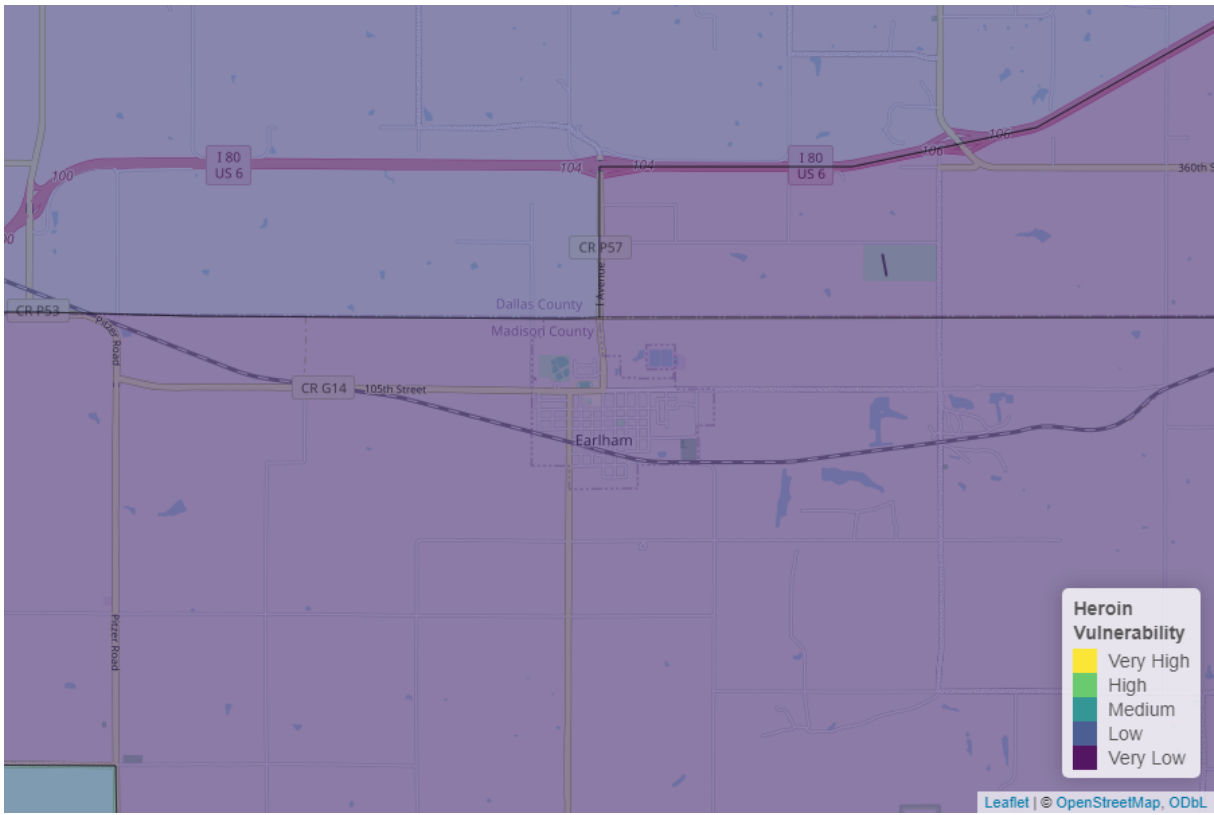 106
I 80
US 6
104
104
I 80
US 6
106
360th S
100
00
CR P57
I Avenue
Dallas County
CR P53
Madison County
Pitzer Road
CR G14
105th Street
Earlham
Pitzer Road
Heroin
Vulnerability
Very High
High
Medium
Low
Very Low
Leaflet | © OpenStreetMap, ODbL